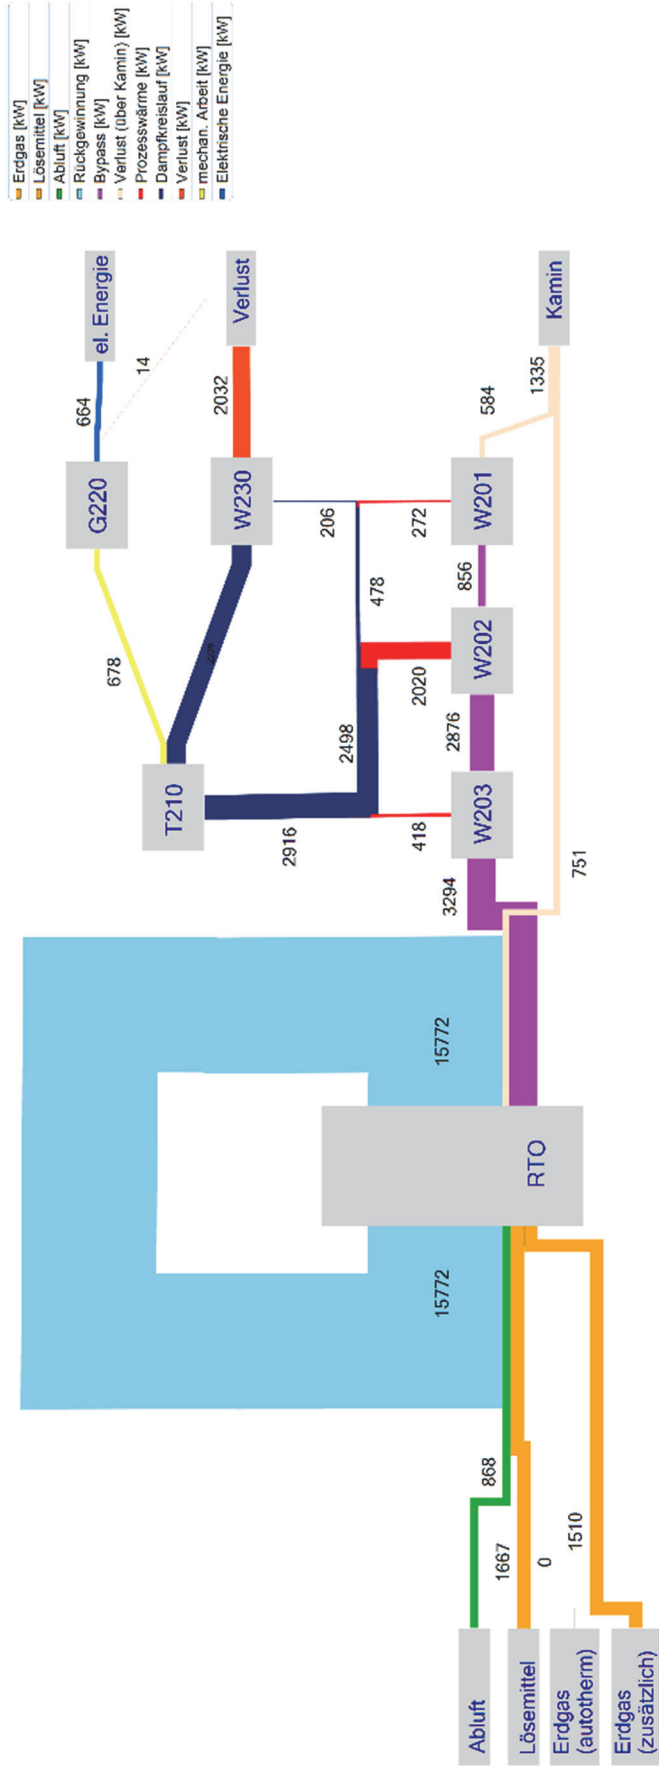 Erdgas [kW]
Lösemittel [kW]
Abluft [kW]
Rückgewinnung [kW]
Bypass [kW]
Verlust (über Kamin) [kW]
Prozesswärme [kW]
Dampfkreislauf [kW]
Verlust [kW]
mechan. Arbeit [kW]
Elektrische Energie [kW]
Abluft
Lösemittel
Erdgas
(autotherm)
Erdgas
(zusätzlich)
868
1667
0
1510
15772
RTO
15772
3294
751
W203
418
2916
T210
2498
2876
2020
W202
678
478
856
272
206
W201
W230
G220
584
2032
14
664
1335
Kamin
Verlust
el. Energie